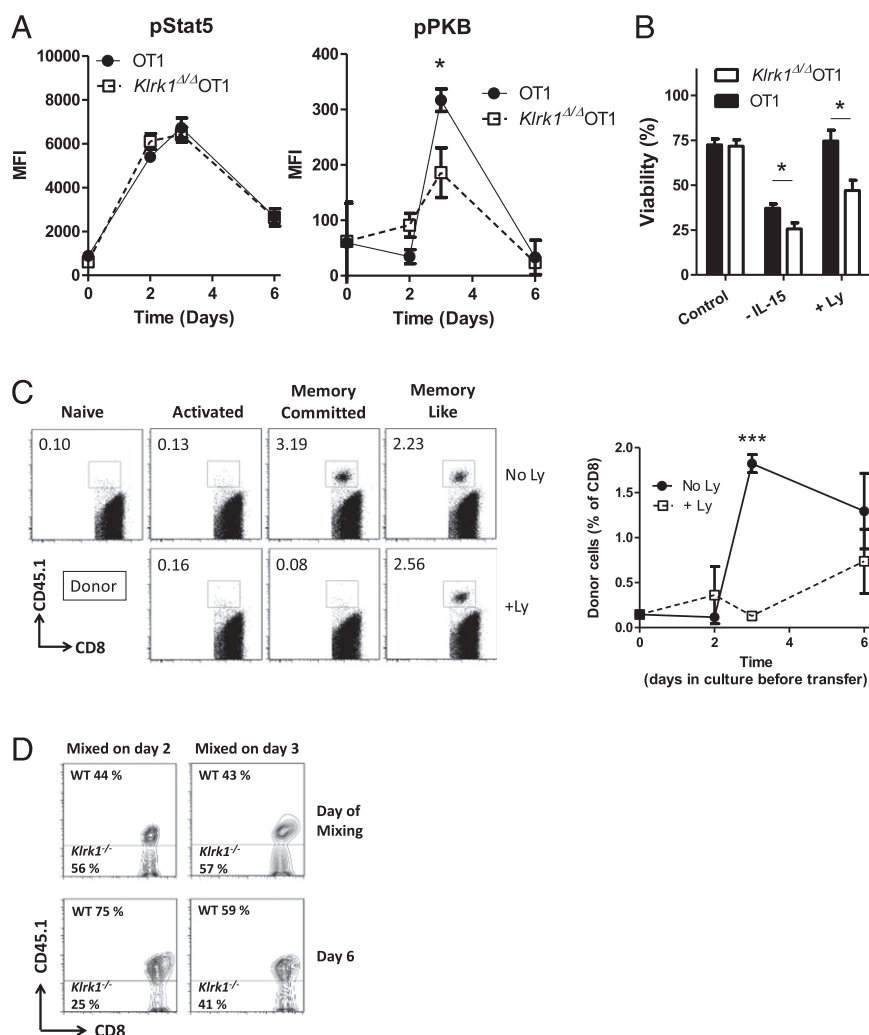 A
pStat5
OT1
Klrk1Δ/ΔOT1
10000
8000
6000
4000
2000
0
MFI
0 2 4 6
Time (Days)
pPKB
*
OT1
Klrk1Δ/ΔOT1
400
300
200
100
0
MFI
0 2 4 6
Time (Days)
B
Klrk1Δ/ΔOT1
OT1
*
*
100
75
50
25
0
Viability (%)
Control
- IL-15
+ Ly
C
Naive
Activated
Memory
Committed
Memory
Like
0.10
0.13
3.19
2.23
No Ly
0.16
0.08
2.56
+Ly
Donor
CD45.1
CD8
2.0
1.5
1.0
0.5
0.0
Donor cells (% of CD8)
***
No Ly
+ Ly
0 2 4 6
Time
(days in culture before transfer)
D
Mixed on day 2
Mixed on day 3
WT 44 %
Klrk1-/-
56 %
WT 43 %
Klrk1-/-
57 %
Day of
Mixing
WT 75 %
Klrk1-/-
25 %
WT 59 %
Klrk1-/-
41 %
Day 6
CD45.1
CD8